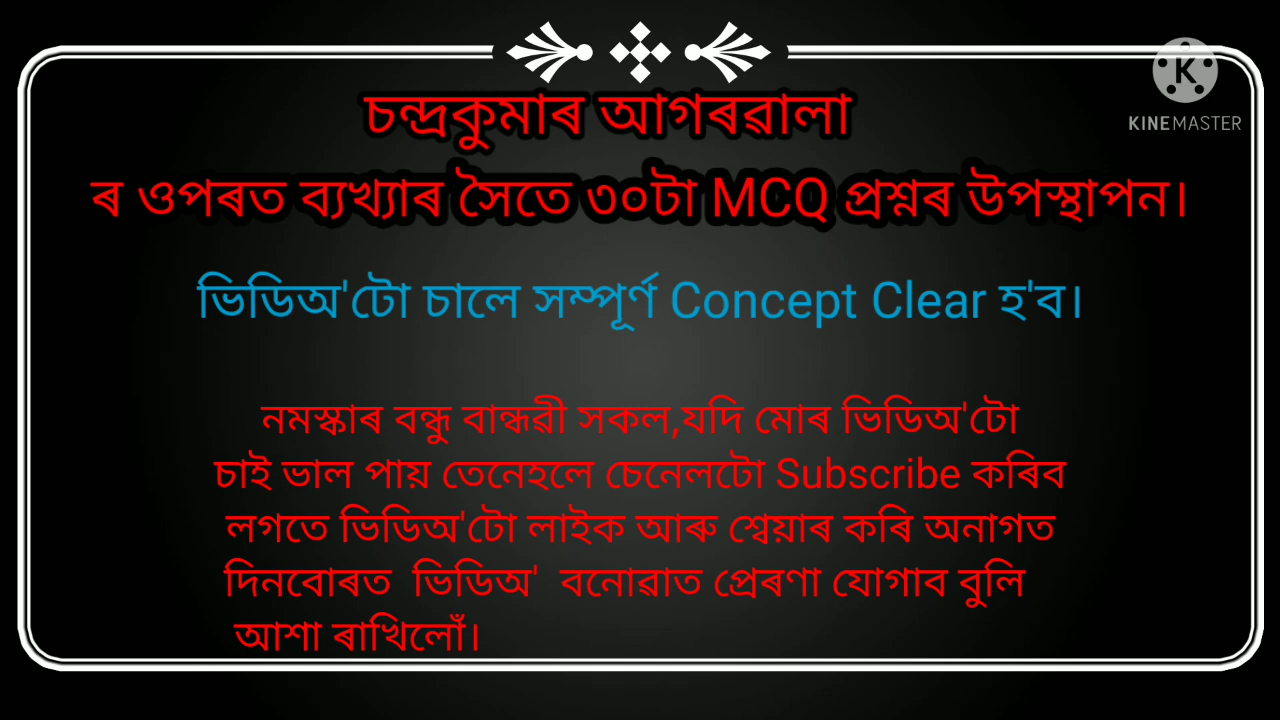 চন্দ্ৰকুমাৰ আগৰৱালা
ৰ ওপৰত ব্যখ্যাৰ সৈতে ৩০টা MCQ প্ৰশ্নৰ উপস্থাপন।
ভিডিঅ'টো চালে সম্পূৰ্ণ Concept Clear হ'ব।
নমস্কাৰ বন্ধু বান্ধৱী সকল,যদি মোৰ ভিডিঅ'টো
চাই ভাল পায় তেনেহলে চেনেলটো Subscribe কৰিব
লগতে ভিডিঅ'টো লাইক আৰু শ্বেয়াৰ কৰি অনাগত
দিনবোৰত ভিডিঅ' বনোৱাত প্ৰেৰণা যোগাব বুলি
আশা ৰাখিলোঁ।
K
KINEMASTER